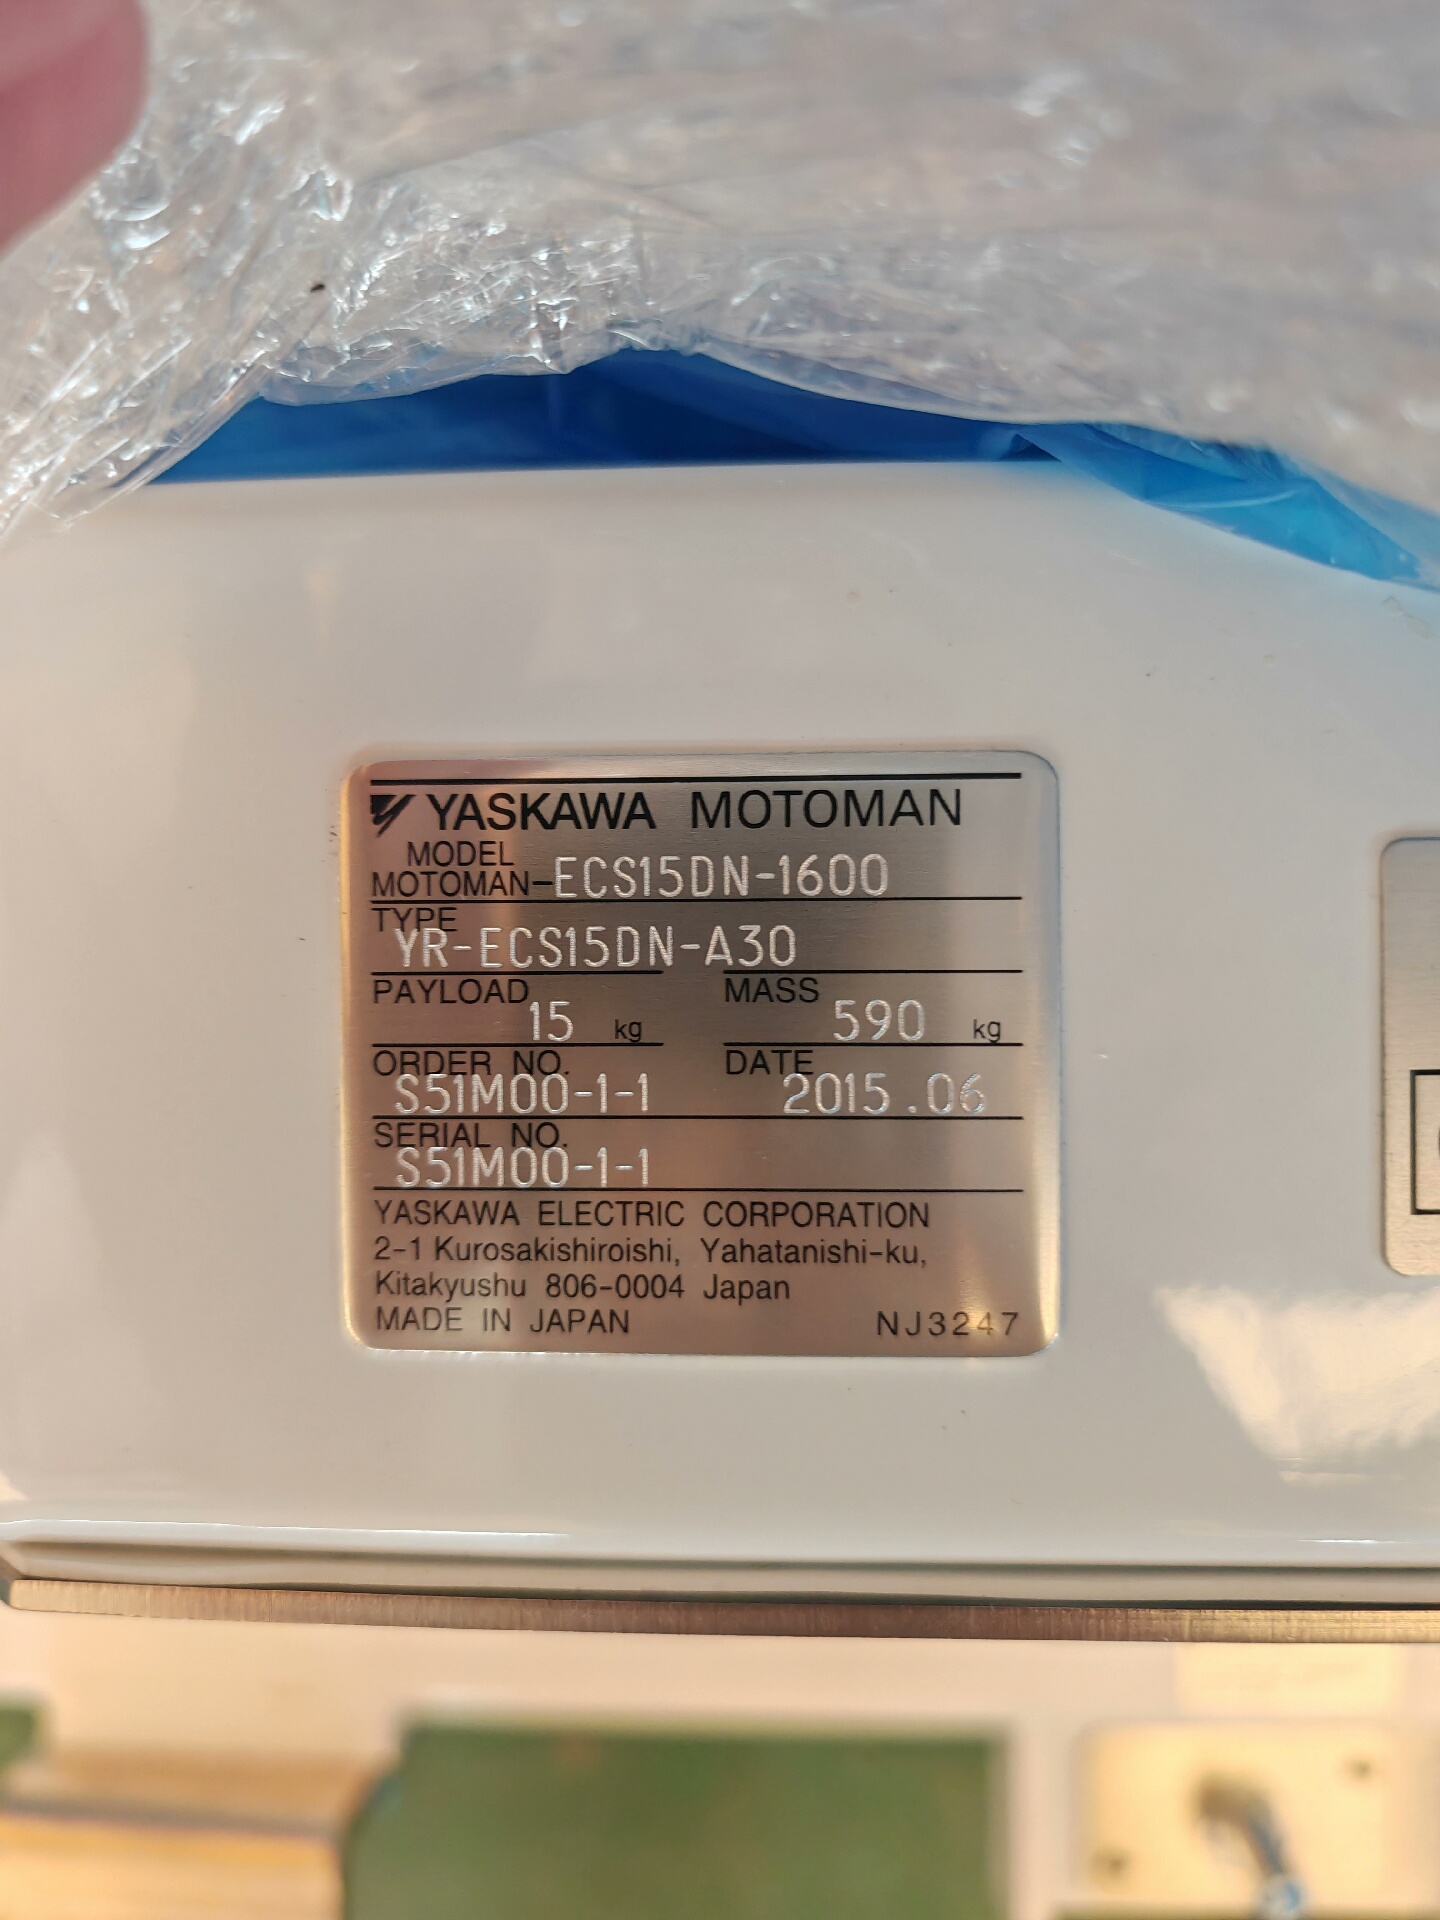 YASKAWA MOTOMAN
MODEL
MOTOMAN-ECS15DN-1600
TYPE
YR-ECS15DN-A30
PAYLOAD 15 kg MASS 590 kg
ORDER NO. DATE
S51M00-1-1 2015.06
SERIAL NO.
S51M00-1-1
YASKAWA ELECTRIC CORPORATION
2-1 Kurosakishiroishi, Yahatanishi-ku,
Kitakyushu 806-0004 Japan
MADE IN JAPAN NJ3247